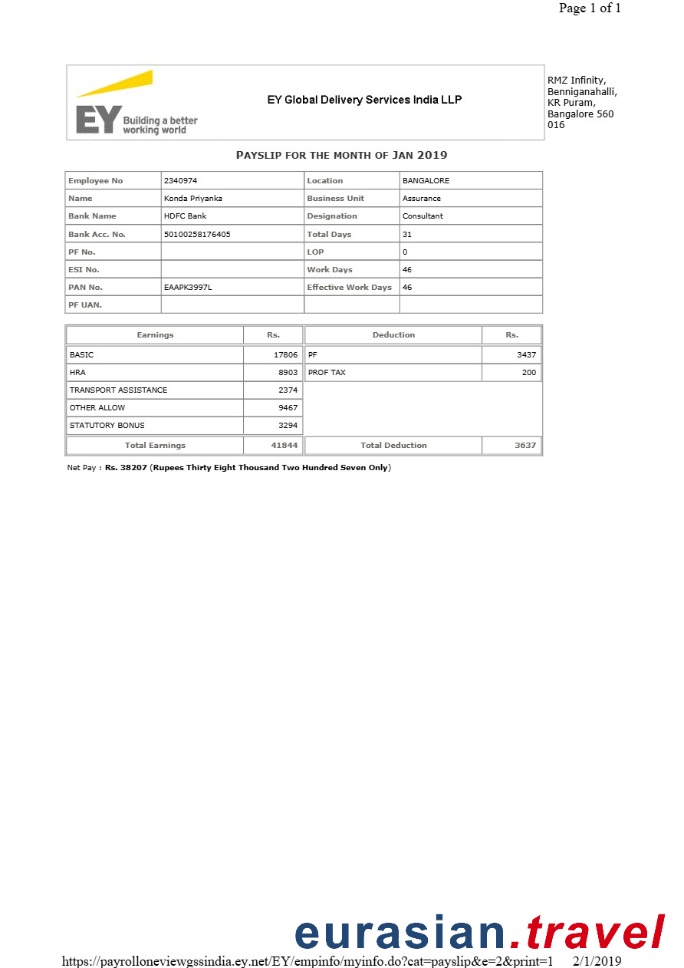 Page 1 of 1
EY Building a better
working world
EY Global Delivery Services India LLP
RMZ Infinity,
Benniganahalli,
KR Puram,
Bangalore 560
016
PAYSLIP FOR THE MONTH OF JAN 2019
Employee No 2340974 Location BANGALORE
Name Konda Priyanka Business Unit Assurance
Bank Name HDFC Bank Designation Consultant
Bank Acc. No. 50100258176405 Total Days 31
PF No. LOP 0
ESI No. Work Days 46
PAN No. EAAPK3997L Effective Work Days 46
PF UAN.
Earnings Rs. Deduction Rs.
BASIC 17806 PF 3437
HRA 8903 PROF TAX 200
TRANSPORT ASSISTANCE 2374
OTHER ALLOW 9467
STATUTORY BONUS 3294
Total Earnings 41844 Total Deduction 3637
Net Pay : Rs. 38207 (Rupees Thirty Eight Thousand Two Hundred Seven Only)
eurasian.travel
https://payrolloneviewgssindia.ey.net/EY/empinfo/myinfo.do?cat=payslip&e=2&print=1 2/1/2019